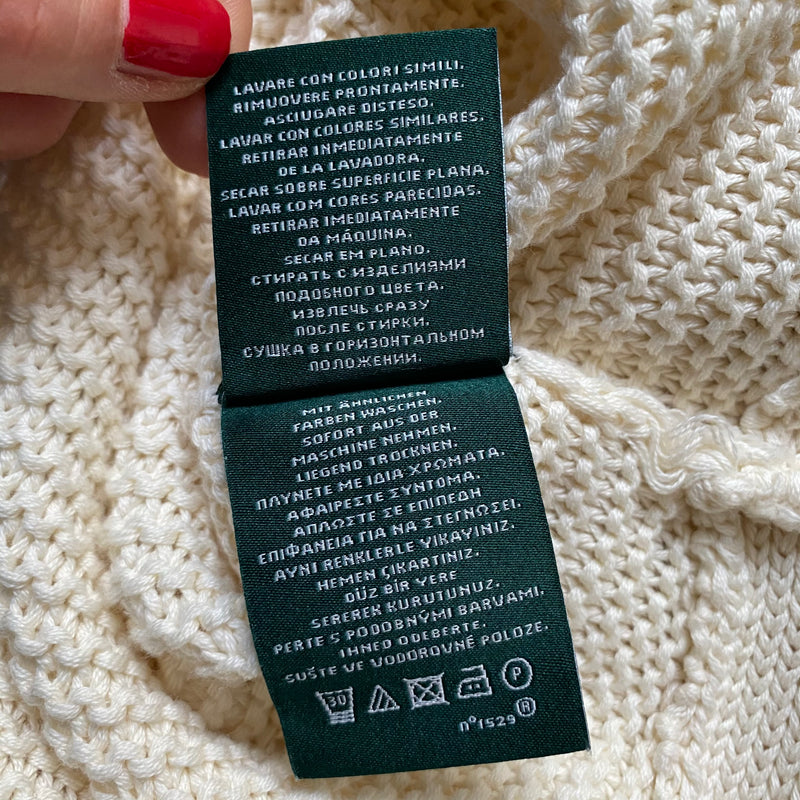 LAVARE CON COLORI SIMILI.
RIMUOVERE PRONTAMENTE.
ASCIUGARE DISTESO.
LAVAR CON COLORES SIMILARES.
RETIRAR INMEDIATAMENTE
DE LA LAVADORA.
SECAR SOBRE SUPERFICIE PLANA.
LAVAR COM CORES PARECIDAS.
RETIRAR IMEDIATAMENTE
DA MÁQUINA.
SECAR EM PLANO.
СТИРАТЬ С ИЗДЕЛИЯМИ
ПОДОБНОГО ЦВЕТА.
ИЗВЛЕЧЬ СРАЗУ
ПОСЛЕ СТИРКИ.
СУШКА В ГОРИЗОНТАЛЬНОМ
ПОЛОЖЕНИИ.
MIT ÄHNLICHEN
FARBEN WASCHEN.
SOFORT AUS DER
MASCHINE NEHMEN.
LIEGEND TROCKNEN.
ΠΛΥΝΕΤΕ ΜΕ ΙΔΙΑ ΧΡΩΜΑΤΑ.
ΑΦΑΙΡΕΣΤΕ ΣΥΝΤΟΜΑ.
ΑΠΛΩΣΤΕ ΣΕ ΕΠΙΠΕΔΗ
ΕΠΙΦΑΝΕΙΑ ΓΙΑ ΝΑ ΣΤΕΓΝΩΣΕΙ.
AYNI RENKLERLE YIKAYINIZ.
HEMEN ÇIKARTINIZ.
DÜZ BİR YERE
SEREREK KURUTUNUZ.
PERTE S PODOBNÝMI BARVAMI.
IHNED ODEBERTE.
SUŠTE VE VODOROVNÉ POLOZE.
30 P
nº1529 ®